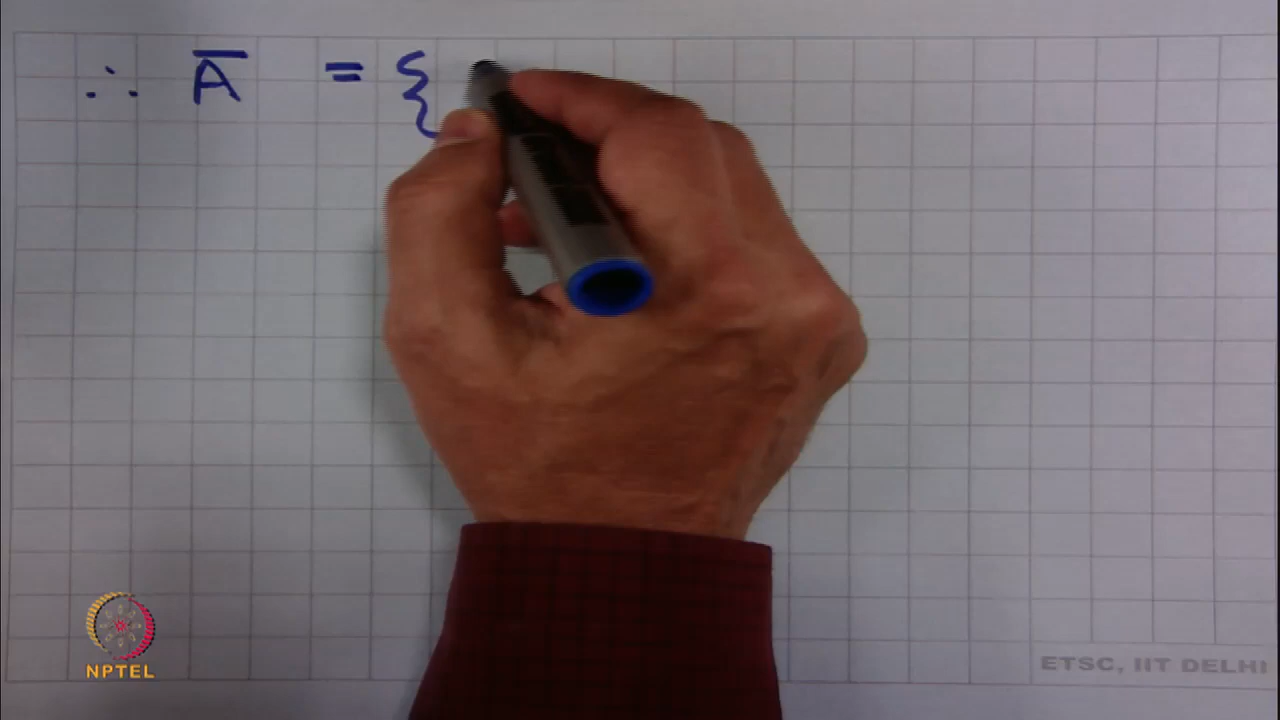 ∴ A̅ = {
NPTEL
ETSC, IIT DELHI